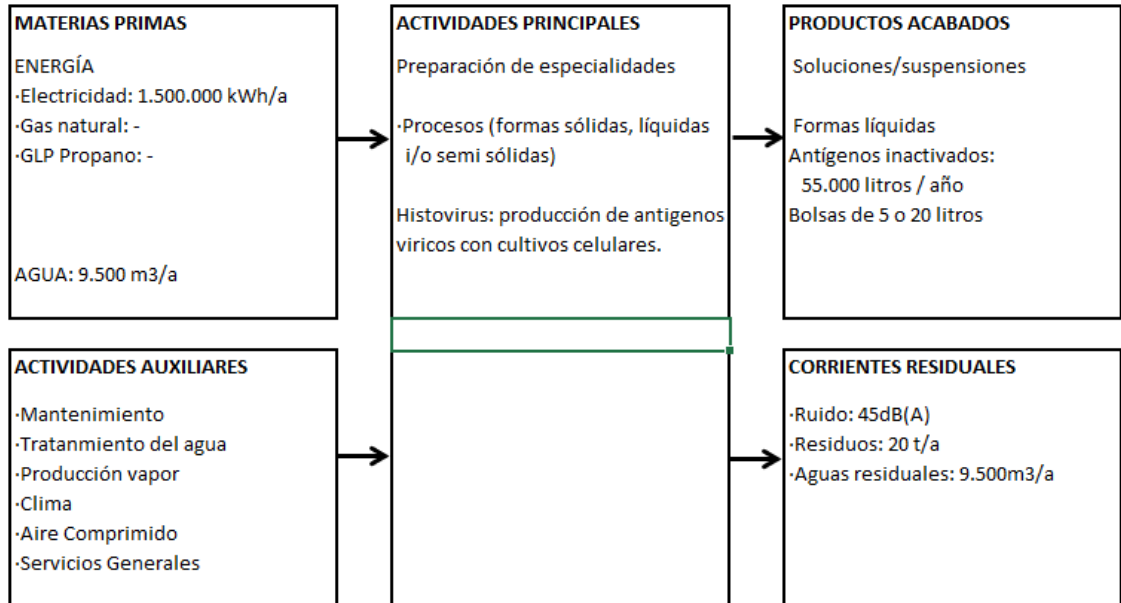 MATERIAS PRIMAS
ENERGÍA
·Electricidad: 1.500.000 kWh/a
·Gas natural: -
·GLP Propano: -
AGUA: 9.500 m3/a
ACTIVIDADES PRINCIPALES
Preparación de especialidades
·Procesos (formas sólidas, líquidas
i/o semi sólidas)
Histovirus: producción de antigenos
viricos con cultivos celulares.
PRODUCTOS ACABADOS
Soluciones/suspensiones
Formas líquidas
Antígenos inactivados:
55.000 litros / año
Bolsas de 5 o 20 litros
ACTIVIDADES AUXILIARES
·Mantenimiento
·Tratanmiento del agua
·Producción vapor
·Clima
·Aire Comprimido
·Servicios Generales
CORRIENTES RESIDUALES
·Ruido: 45dB(A)
·Residuos: 20 t/a
·Aguas residuales: 9.500m3/a